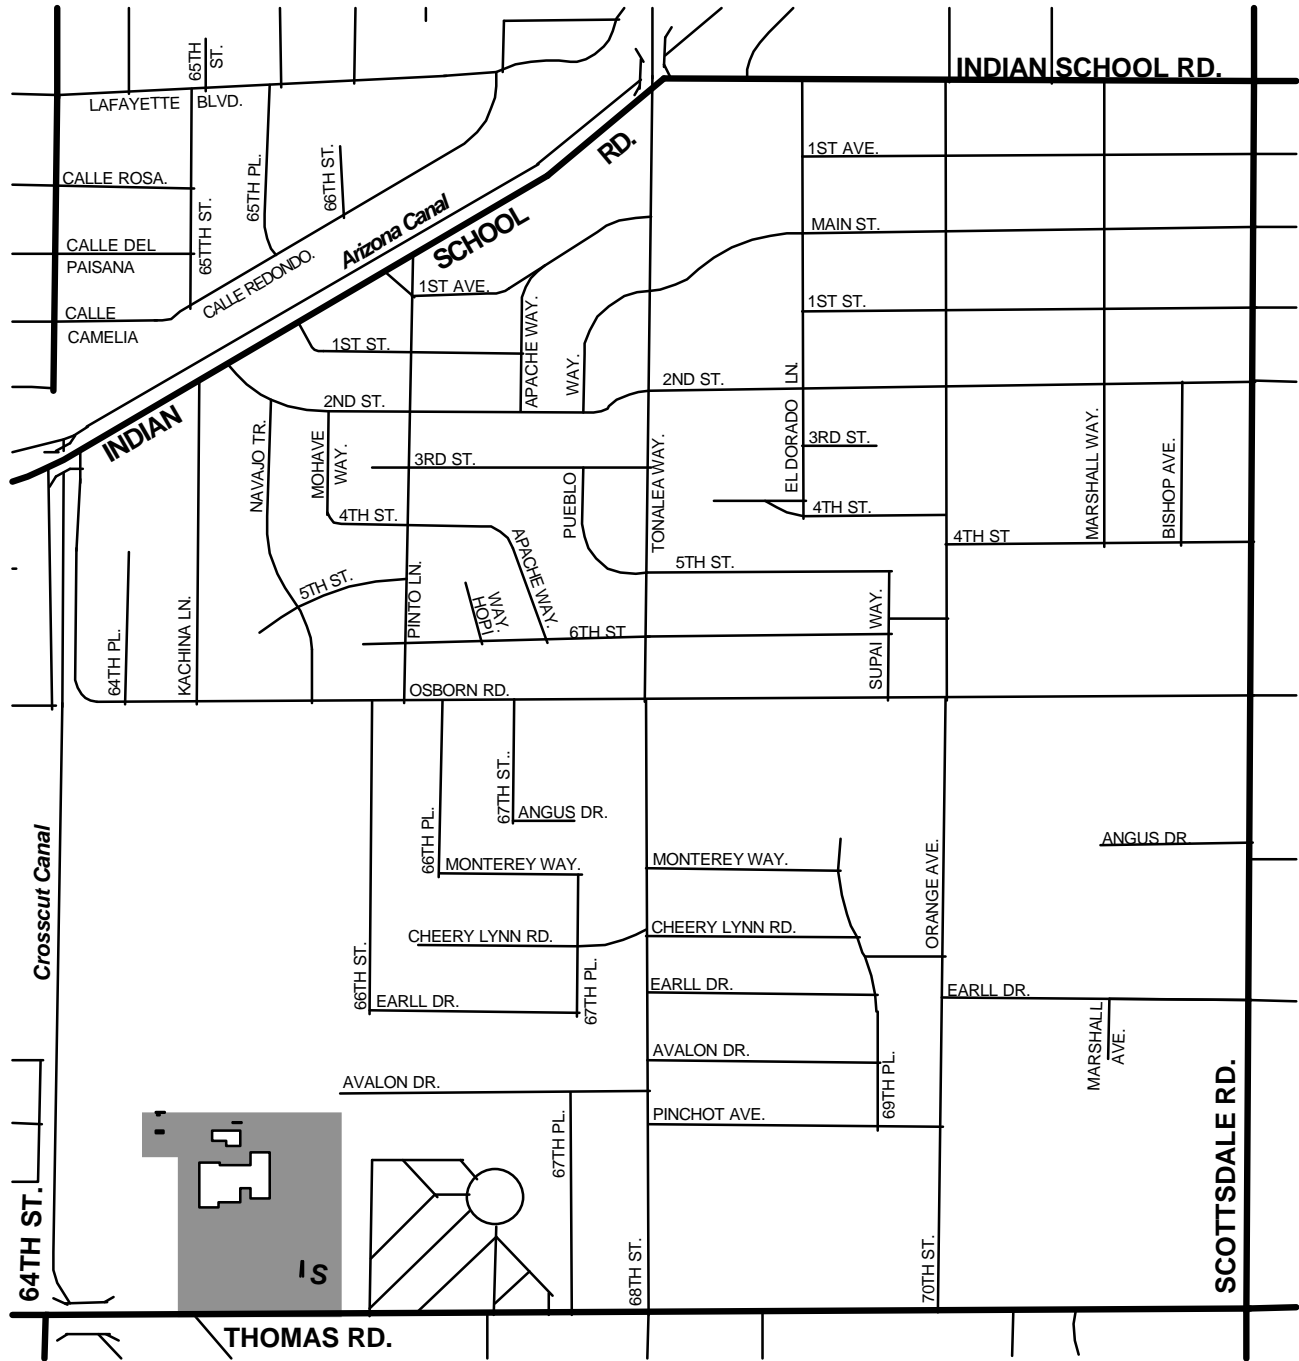 65TH
ST.
INDIAN SCHOOL RD.
LAFAYETTE BLVD.
RD.
1ST AVE.
65TH PL.
66TH ST.
CALLE ROSA.
65TTH ST.
Arizona Canal
SCHOOL
MAIN ST.
CALLE DEL
PAISANA
CALLE REDONDO.
1ST AVE.
APACHE WAY.
1ST ST.
CALLE
CAMELIA
1ST ST.
WAY.
2ND ST.
EL DORADO LN.
2ND ST.
INDIAN
NAVAJO TR.
MOHAVE
WAY.
3RD ST.
PUEBLO
TONALEA WAY.
3RD ST.
MARSHALL WAY.
BISHOP AVE.
4TH ST.
4TH ST.
4TH ST
APACHE WAY.
5TH ST.
5TH ST.
PINTO LN.
WAY.
HOPI
6TH ST
SUPAI WAY.
64TH PL.
KACHINA LN.
OSBORN RD.
67TH ST..
ANGUS DR.
66TH PL.
MONTEREY WAY.
MONTEREY WAY.
ORANGE AVE.
ANGUS DR.
Crosscut Canal
CHEERY LYNN RD.
CHEERY LYNN RD.
66TH ST.
EARLL DR.
67TH PL.
EARLL DR.
EARLL DR.
MARSHALL
AVE.
AVALON DR.
AVALON DR.
69TH PL.
67TH PL.
PINCHOT AVE.
SCOTTSDALE RD.
64TH ST.
S
68TH ST.
70TH ST.
THOMAS RD.